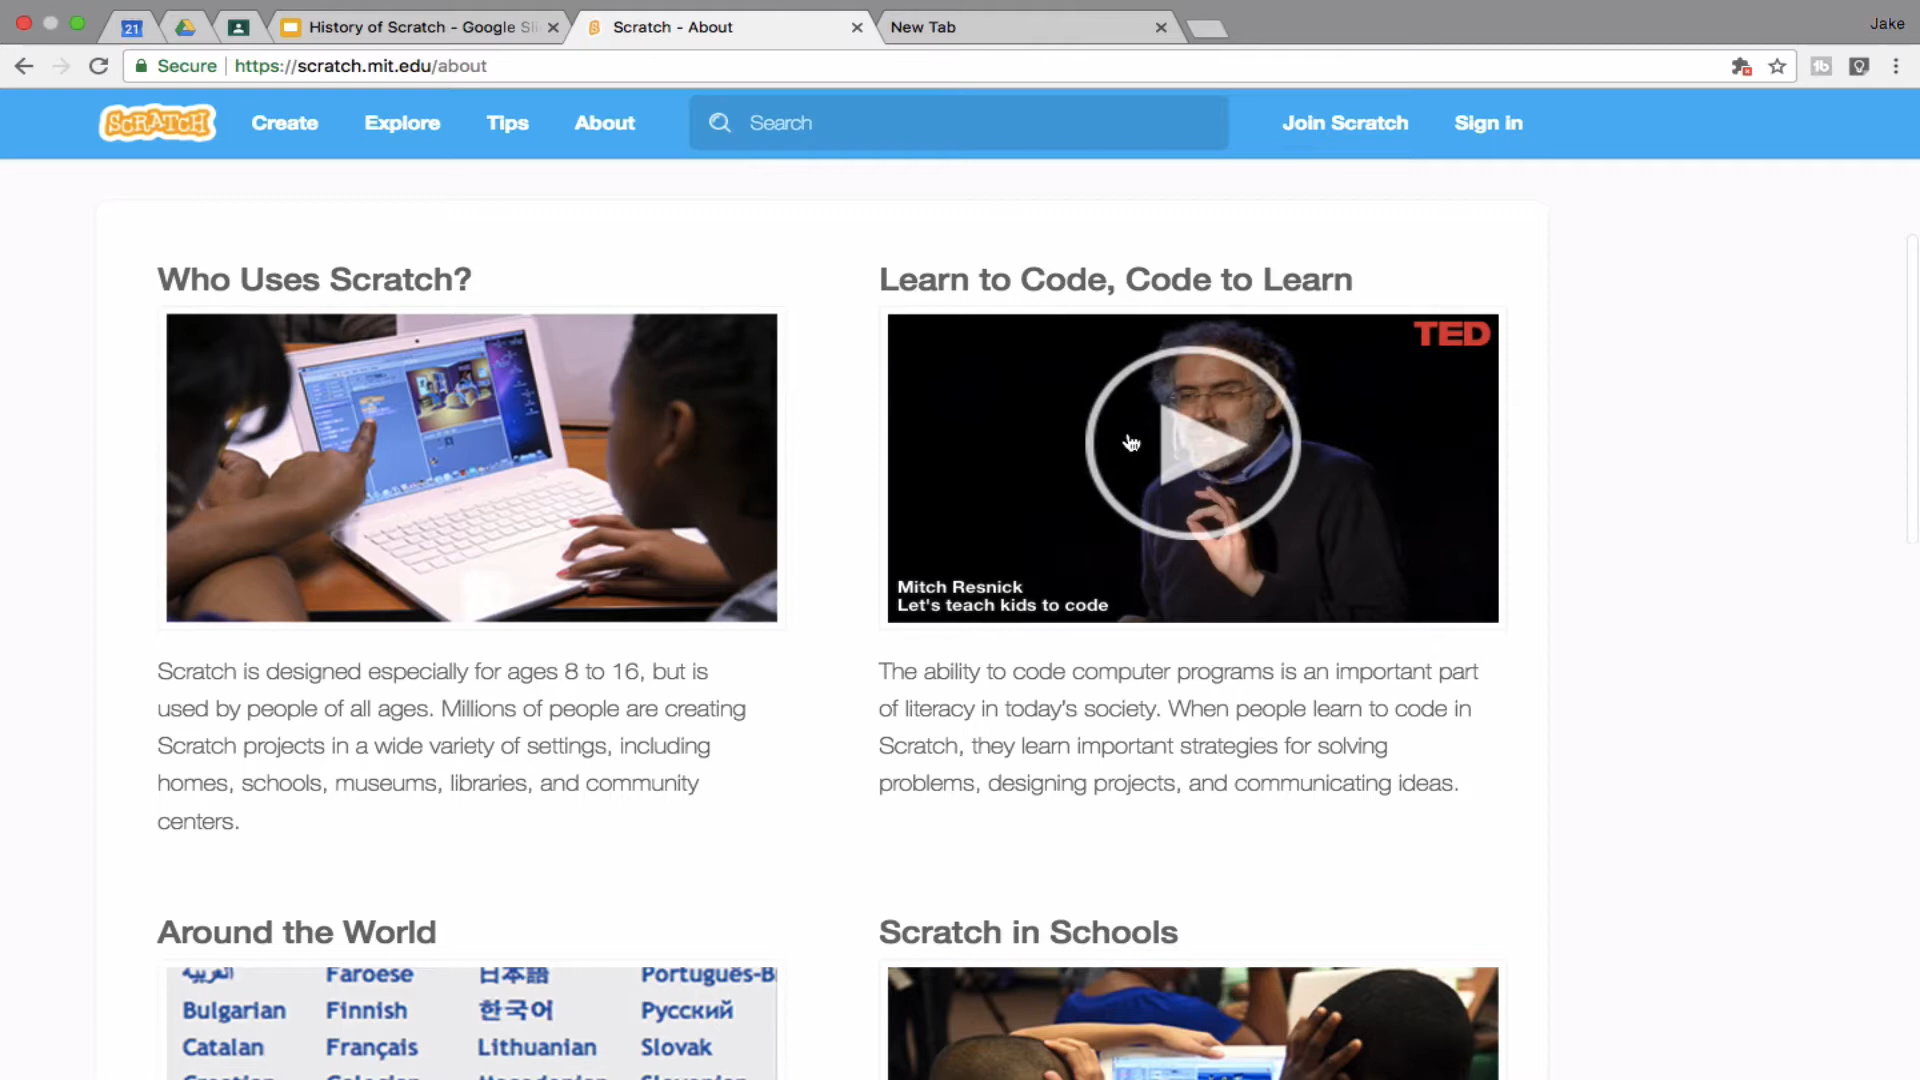 21
History of Scratch - Google Sli
Scratch - About
New Tab
Jake
Secure
https://scratch.mit.edu/about
SCRATCH
Create
Explore
Tips
About
Search
Join Scratch
Sign in
Who Uses Scratch?
Learn to Code, Code to Learn
TED
Mitch Resnick
Let's teach kids to code
Scratch is designed especially for ages 8 to 16, but is
used by people of all ages. Millions of people are creating
Scratch projects in a wide variety of settings, including
homes, schools, museums, libraries, and community
centers.
The ability to code computer programs is an important part
of literacy in today's society. When people learn to code in
Scratch, they learn important strategies for solving
problems, designing projects, and communicating ideas.
Around the World
Scratch in Schools
العربية Faroese 日本語 Português-B
Bulgarian Finnish 한국어 Русский
Catalan Français Lithuanian Slovak